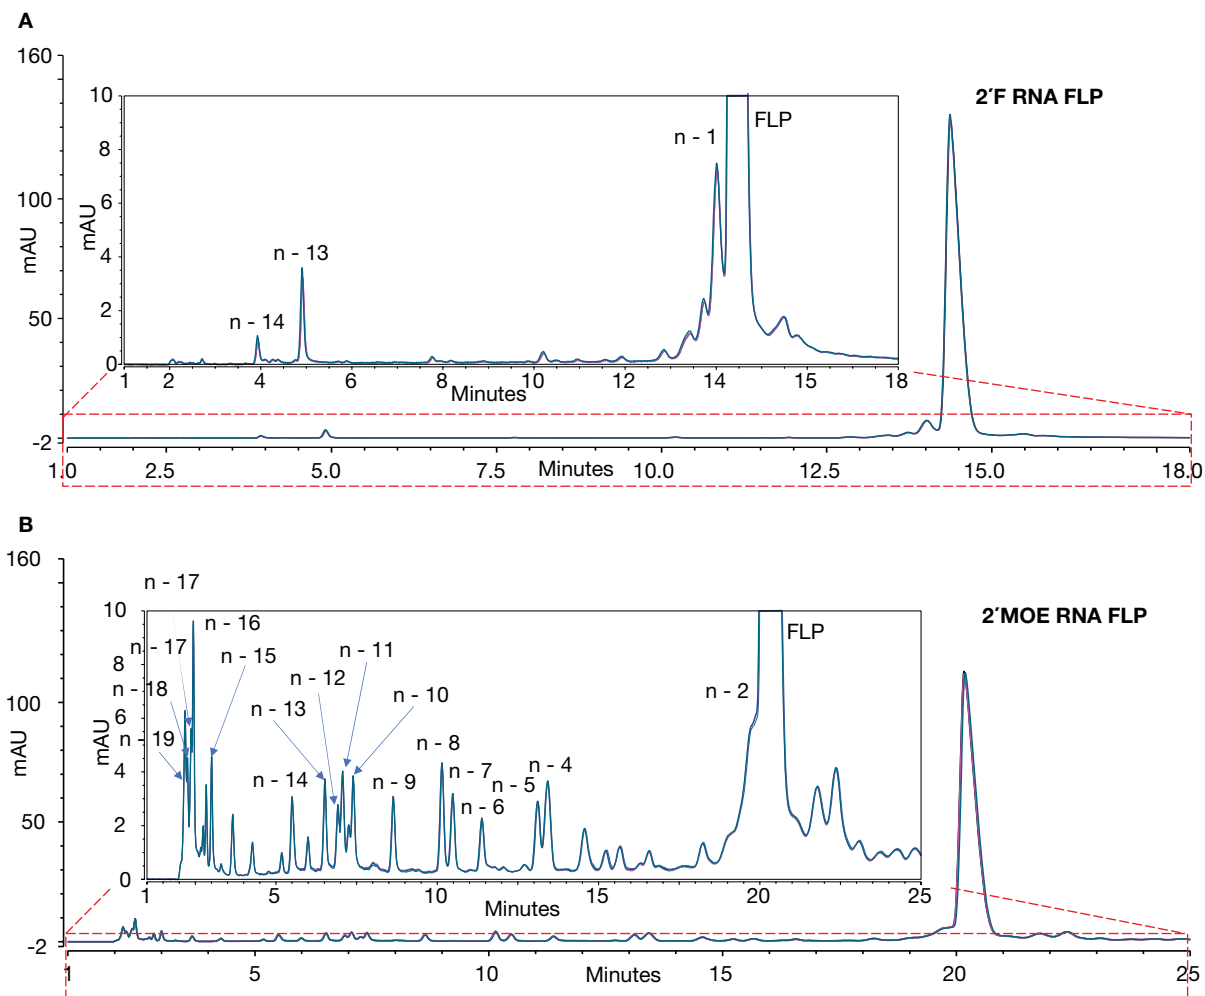 A
160
100
50
-2
mAU
2´F RNA FLP
10
8
6
4
2
0
mAU
n - 14
n - 13
n - 1
FLP
1 2 4 6 8 10 12 14 15 18
Minutes
1.0 2.5 5.0 7.5 Minutes 10.0 12.5 15.0 18.0
B
160
100
50
-2
mAU
2´MOE RNA FLP
10
8
6
4
2
0
mAU
n - 17
n - 16
n - 17
n - 15
n - 18
n - 19
n - 11
n - 12
n - 10
n - 13
n - 14
n - 9
n - 8
n - 7
n - 6
n - 5
n - 4
n - 2
FLP
1 5 10 15 20 25
Minutes
1 5 10 Minutes 15 20 25